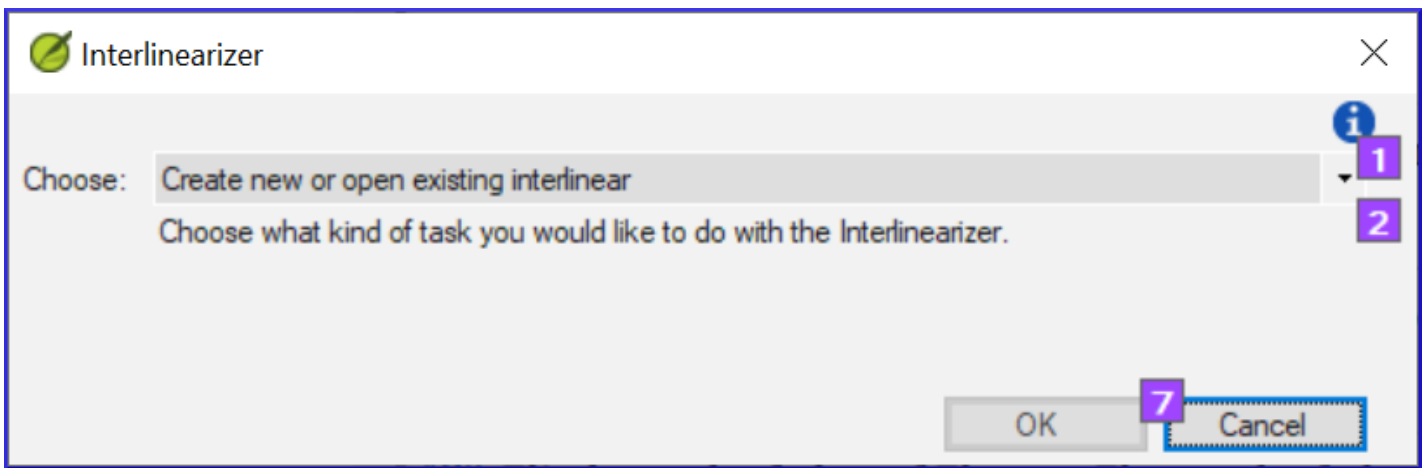 Interlinearizer
1
Choose: Create new or open existing interlinear
2
Choose what kind of task you would like to do with the Interlinearizer.
7
OK Cancel